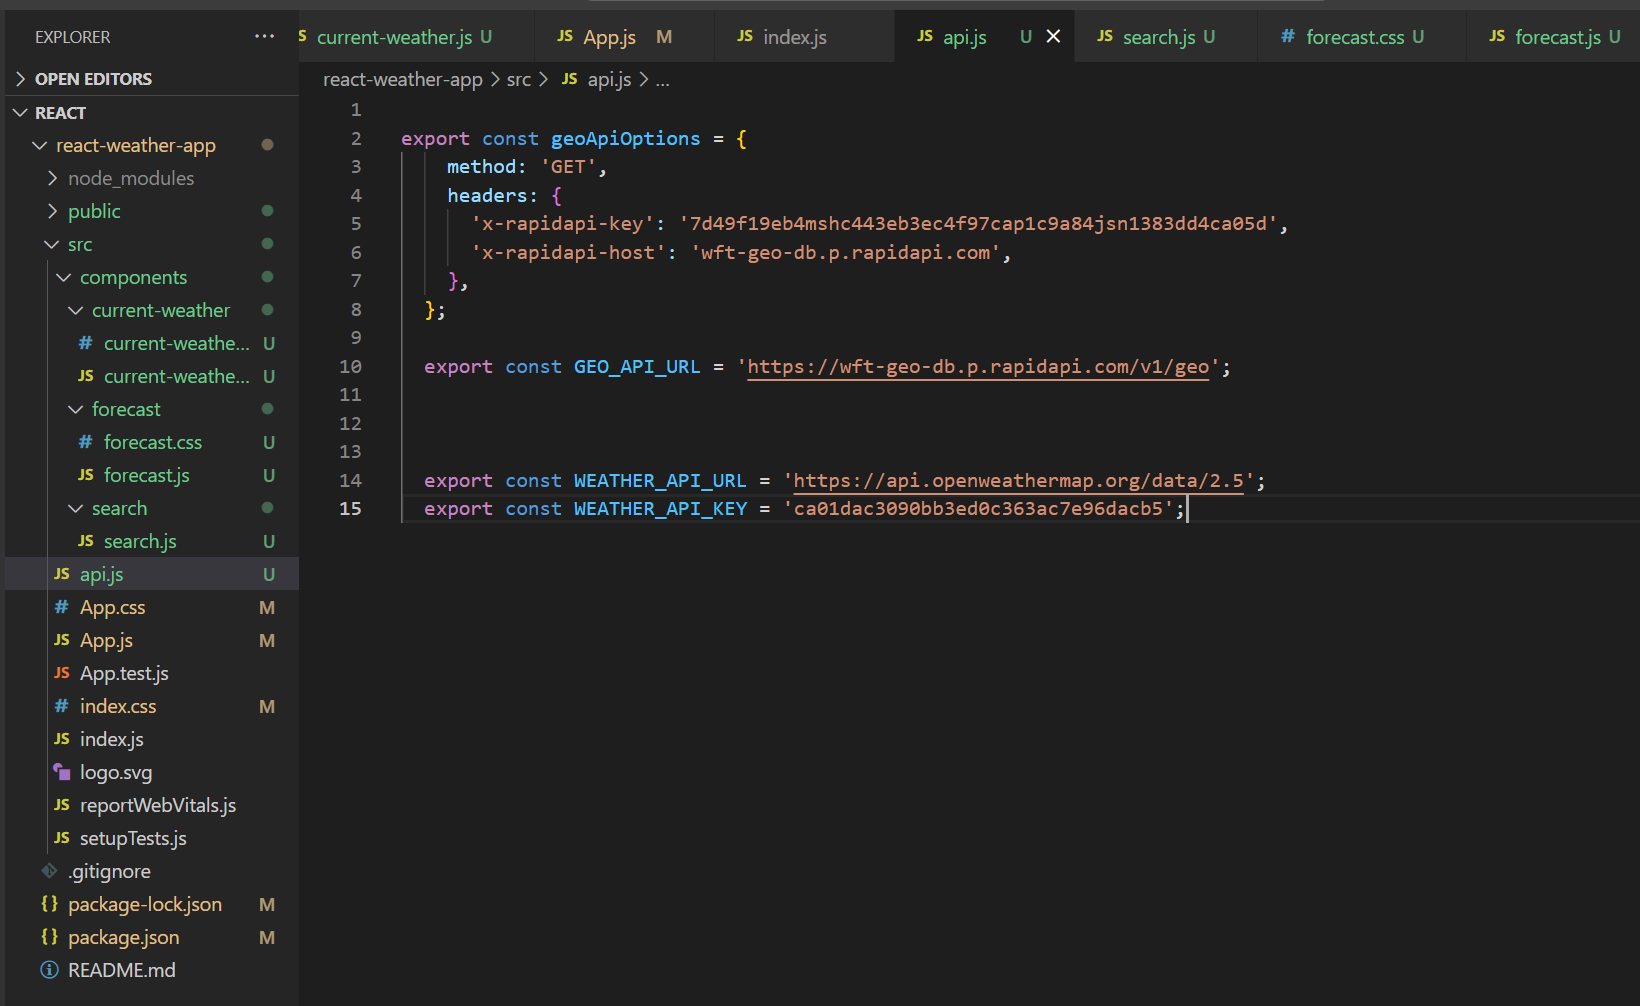 EXPLORER ...
OPEN EDITORS
REACT
react-weather-app
node_modules
public
src
components
current-weather
# current-weathe... U
JS current-weathe... U
forecast
# forecast.css U
JS forecast.js U
search
JS search.js U
JS api.js U
# App.css M
JS App.js M
JS App.test.js
# index.css M
JS index.js
logo.svg
JS reportWebVitals.js
JS setupTests.js
.gitignore
{} package-lock.json M
{} package.json M
README.md
S current-weather.js U JS App.js M JS index.js JS api.js U JS search.js U # forecast.css U JS forecast.js U
react-weather-app > src > JS api.js > ...
1
2 export const geoApiOptions = {
3 method: 'GET',
4 headers: {
5 'x-rapidapi-key': '7d49f19eb4mshc443eb3ec4f97cap1c9a84jsn1383dd4ca05d',
6 'x-rapidapi-host': 'wft-geo-db.p.rapidapi.com',
7 },
8 };
9
10 export const GEO_API_URL = 'https://wft-geo-db.p.rapidapi.com/v1/geo';
11
12
13
14 export const WEATHER_API_URL = 'https://api.openweathermap.org/data/2.5';
15 export const WEATHER_API_KEY = 'ca01dac3090bb3ed0c363ac7e96dacb5';